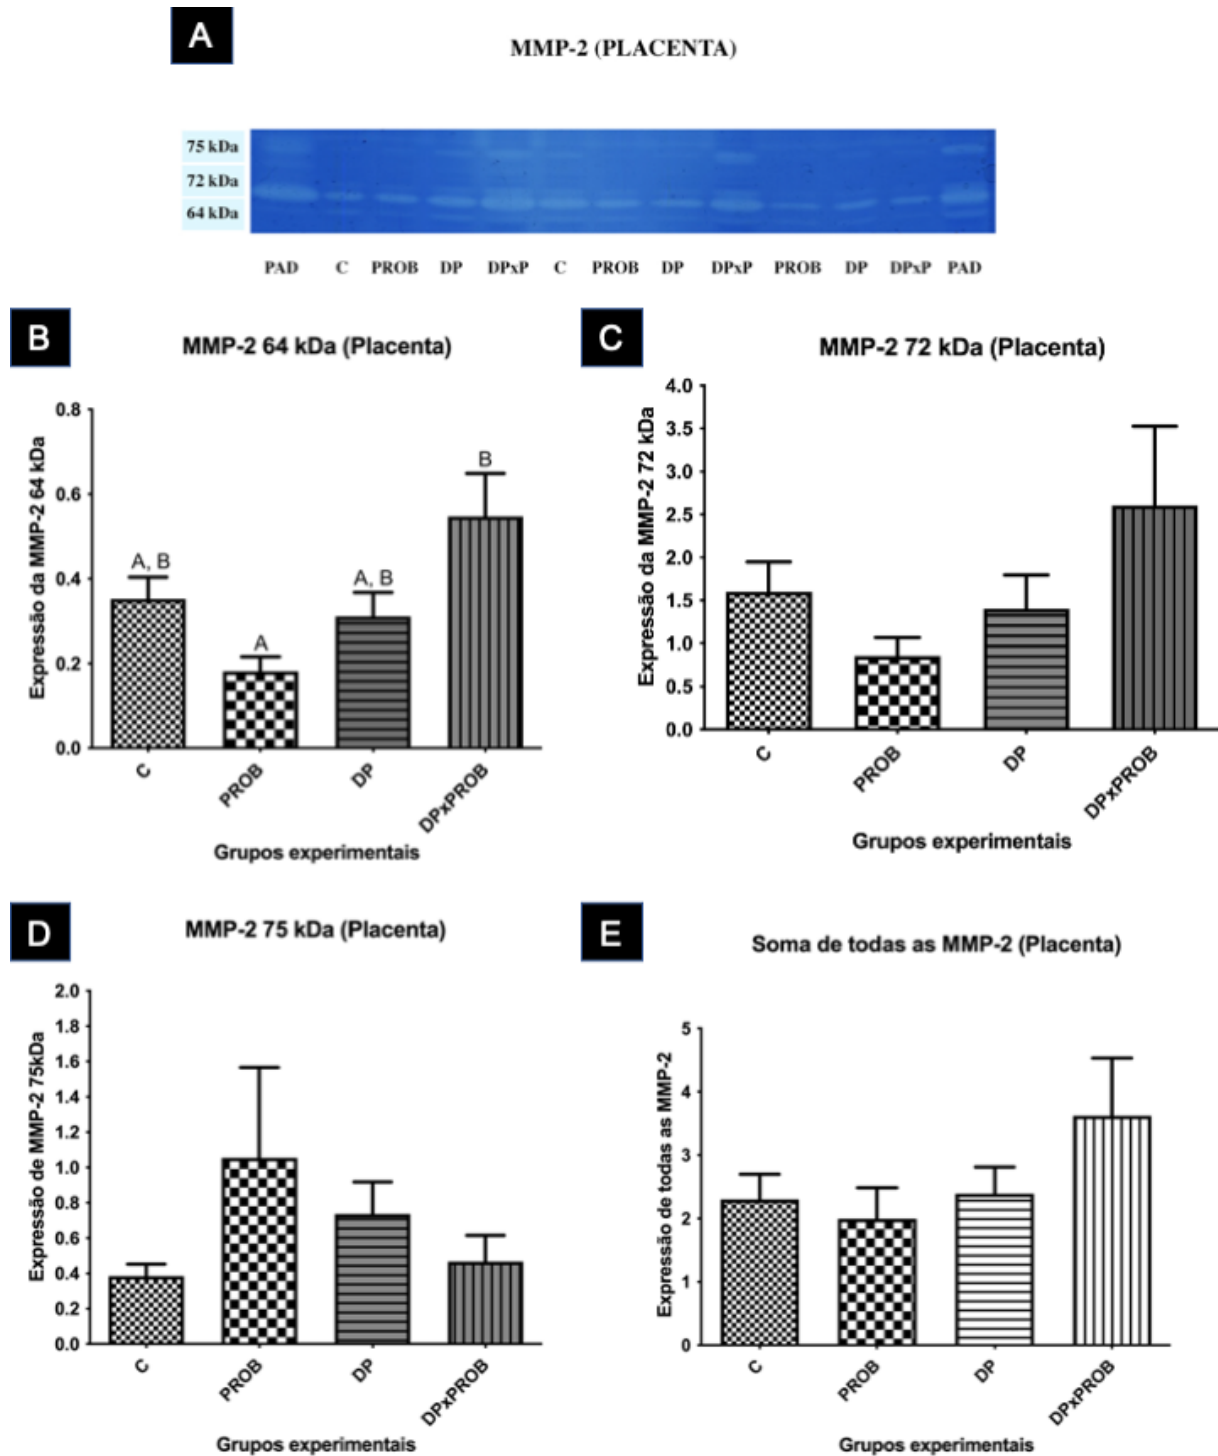 A
MMP-2 (PLACENTA)
75 kDa
72 kDa
64 kDa
PAD C PROB DP DPxP C PROB DP DPxP PROB DP DPxP PAD
B
MMP-2 64 kDa (Placenta)
Expressão da MMP-2 64 kDa
0.8
0.6
0.4
0.2
0.0
A, B
A
A, B
B
C PROB DP DPxPROB
Grupos experimentais
C
MMP-2 72 kDa (Placenta)
Expressão da MMP-2 72 kDa
4.0
3.5
3.0
2.5
2.0
1.5
1.0
0.5
0.0
C PROB DP DPxPROB
Grupos experimentais
D
MMP-2 75 kDa (Placenta)
Expressão de MMP-2 75kDa
2.0
1.8
1.6
1.4
1.2
1.0
0.8
0.6
0.4
0.2
0.0
C PROB DP DPxPROB
Grupos experimentais
E
Soma de todas as MMP-2 (Placenta)
Expressão de todas as MMP-2
5
4
3
2
1
0
C PROB DP DPxPROB
Grupos experimentais